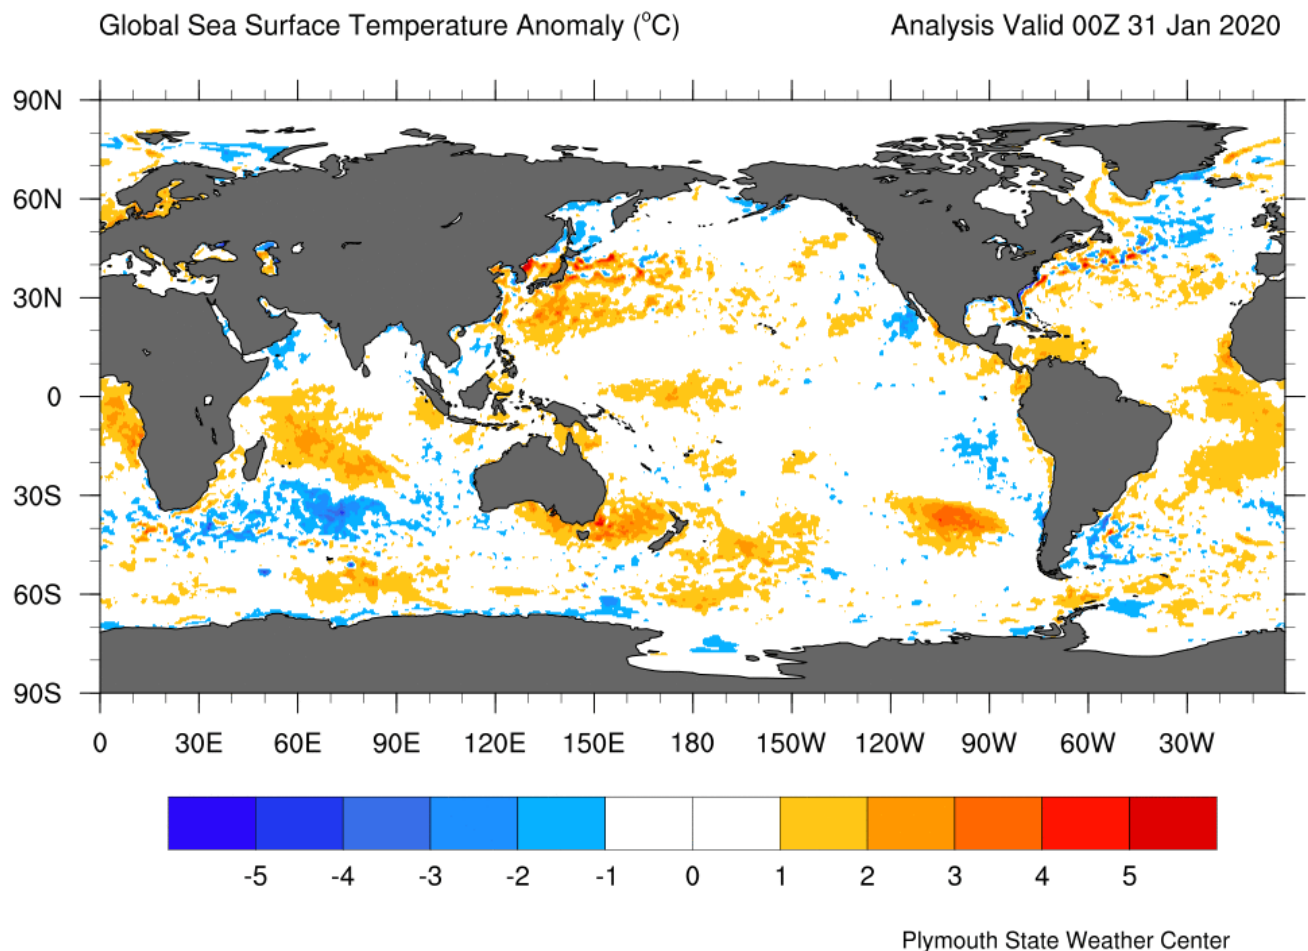 Global Sea Surface Temperature Anomaly (°C) Analysis Valid 00Z 31 Jan 2020
90N
60N
30N
0
30S
60S
90S
0 30E 60E 90E 120E 150E 180 150W 120W 90W 60W 30W
-5 -4 -3 -2 -1 0 1 2 3 4 5
Plymouth State Weather Center